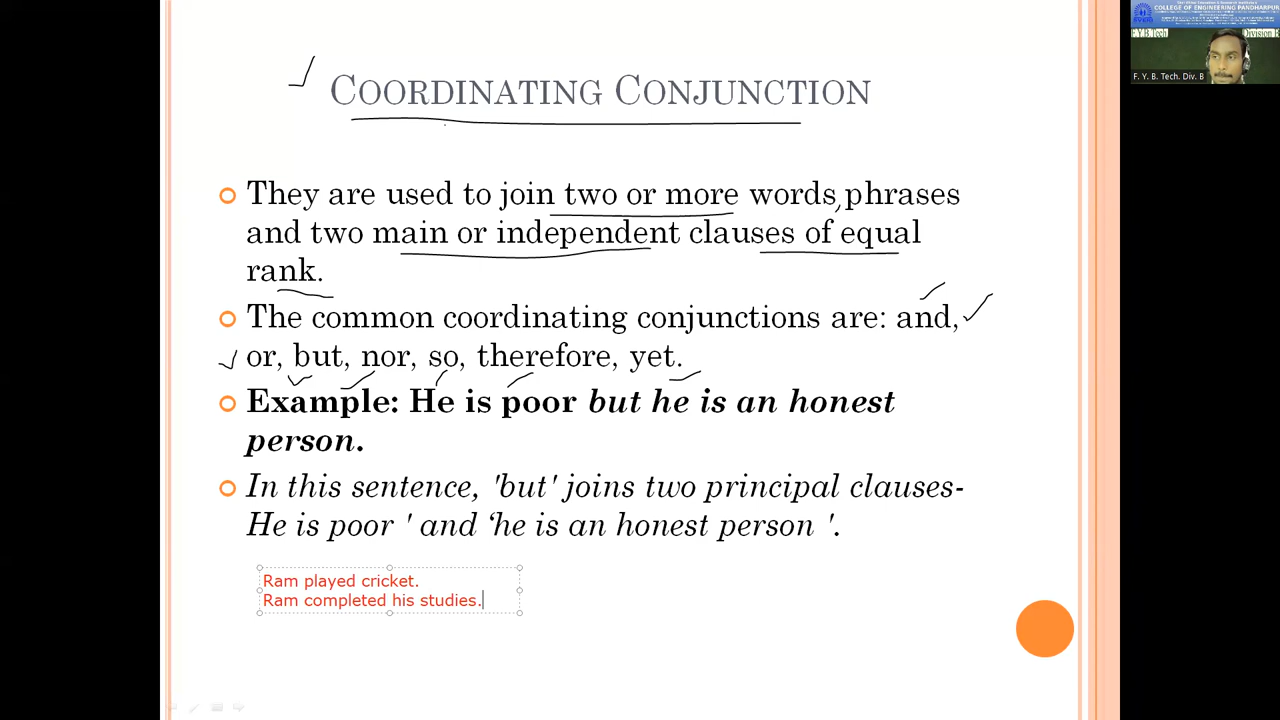 COORDINATING CONJUNCTION
They are used to join two or more words,phrases
and two main or independent clauses of equal
rank.
The common coordinating conjunctions are: and,
or, but, nor, so, therefore, yet.
Example: He is poor but he is an honest
person.
In this sentence, 'but' joins two principal clauses-
He is poor ' and ‘he is an honest person '.
Ram played cricket.
Ram completed his studies.
COLLEGE OF ENGINEERING PANDHARPUR
F.Y.B.Tech
Division B
F. Y. B. Tech. Div. B